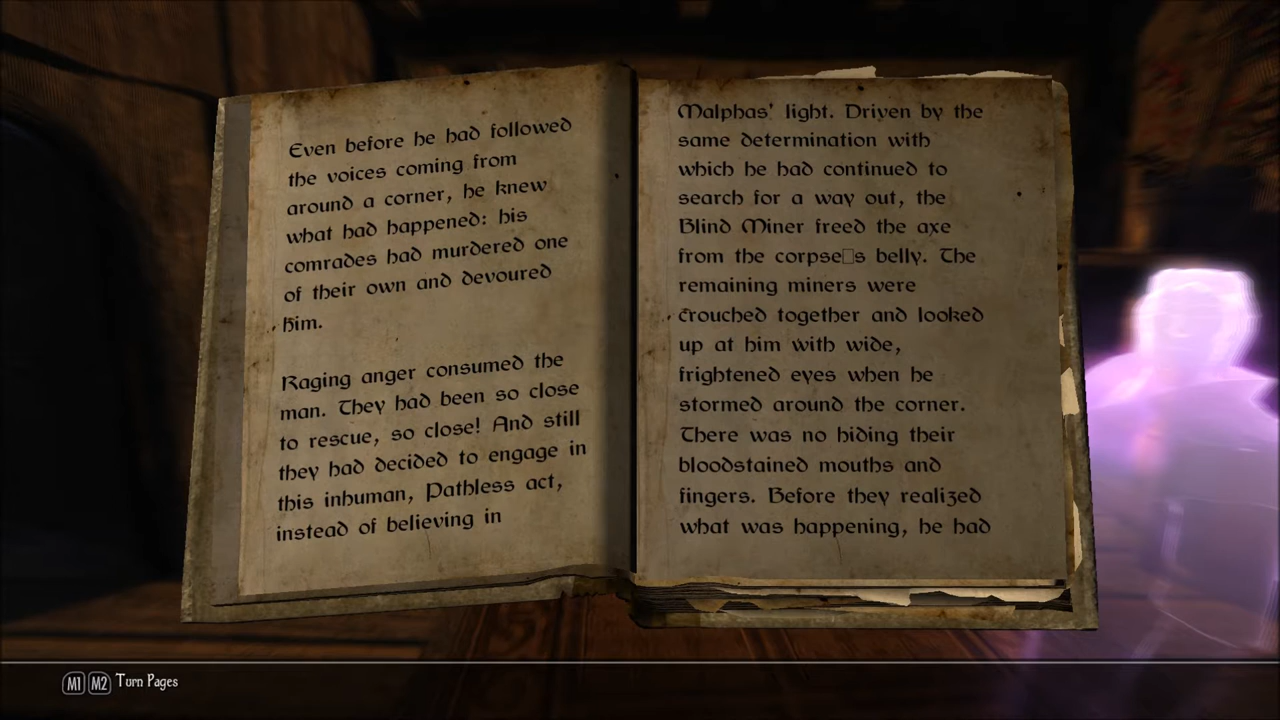 Even before he had followed
the voices coming from
around a corner, he knew
what had happened: his
comrades had murdered one
of their own and devoured
him.
Raging anger consumed the
man. They had been so close
to rescue, so close! And still
they had decided to engage in
this inhuman, Pathless act,
instead of believing in
Malphas' light. Driven by the
same determination with
which he had continued to
search for a way out, the
Blind Miner freed the axe
from the corpse□s belly. The
remaining miners were
crouched together and looked
up at him with wide,
frightened eyes when he
stormed around the corner.
There was no hiding their
bloodstained mouths and
fingers. Before they realized
what was happening, he had
M1 M2 Turn Pages